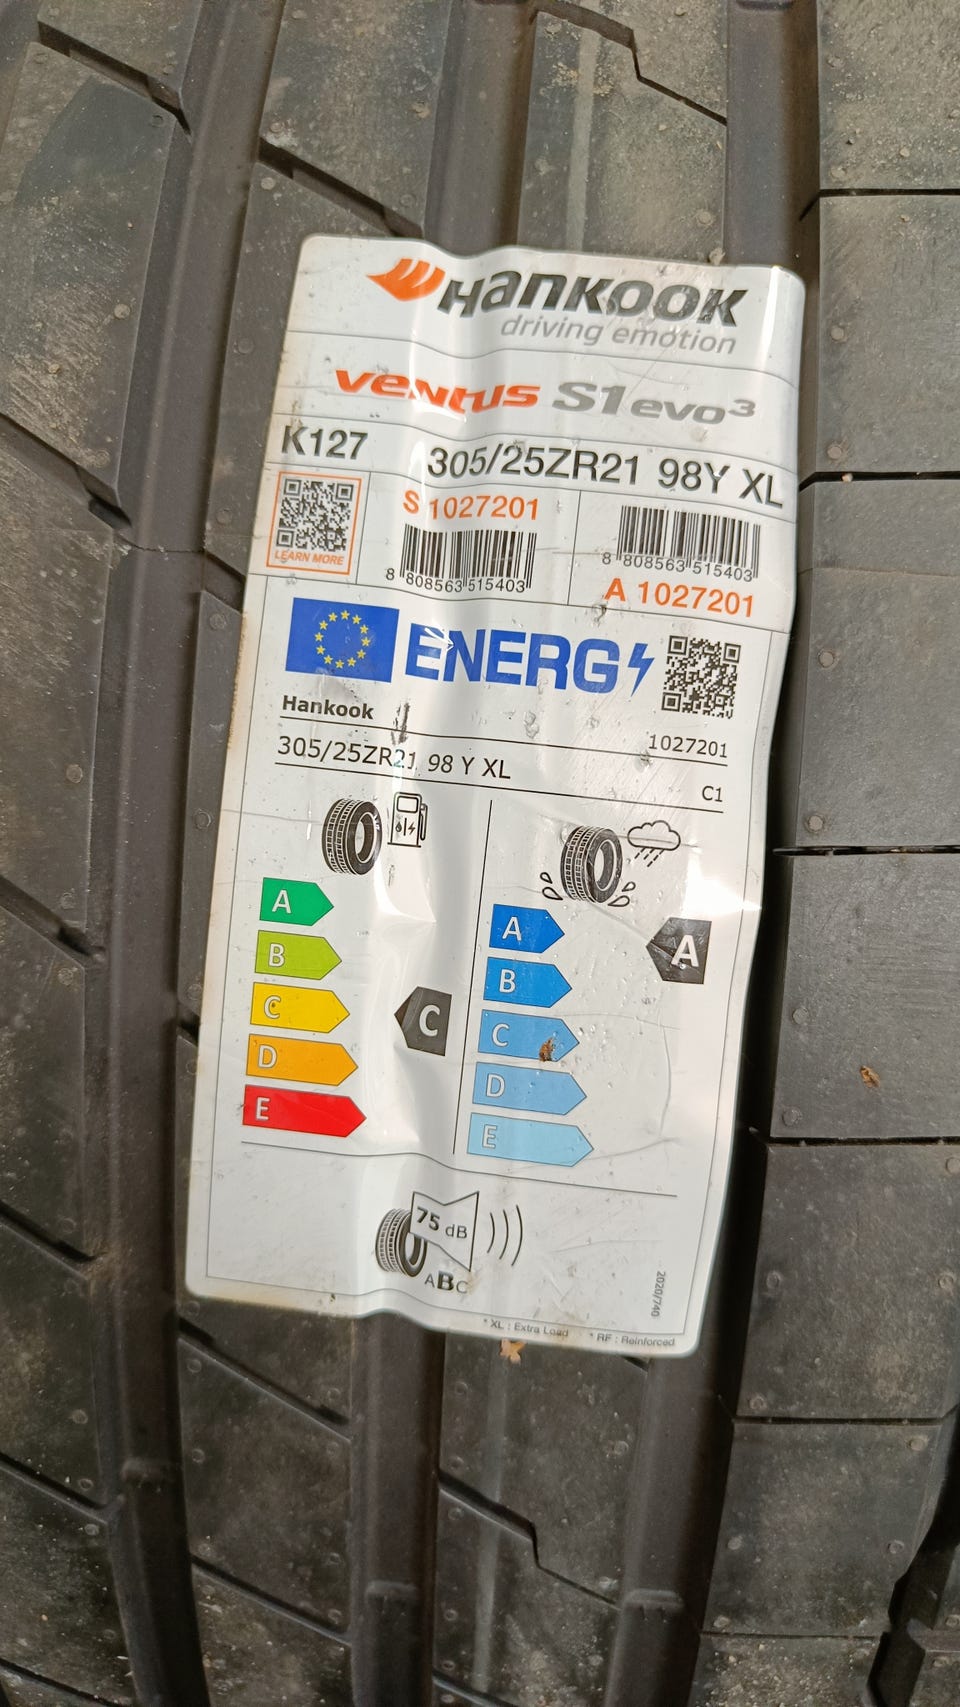 Hankook
driving emotion
ventus S1 evo³
K127 305/25ZR21 98Y XL
LEARN MORE
S 1027201
8 808563 515403
8 808563 515403
A 1027201
ENERG
Hankook
1027201
305/25ZR21 98 Y XL
C1
A
B
C
D
E
C
A
B
C
D
E
A
75 dB
ABC
2020/740
* XL : Extra Load * RF : Reinforced